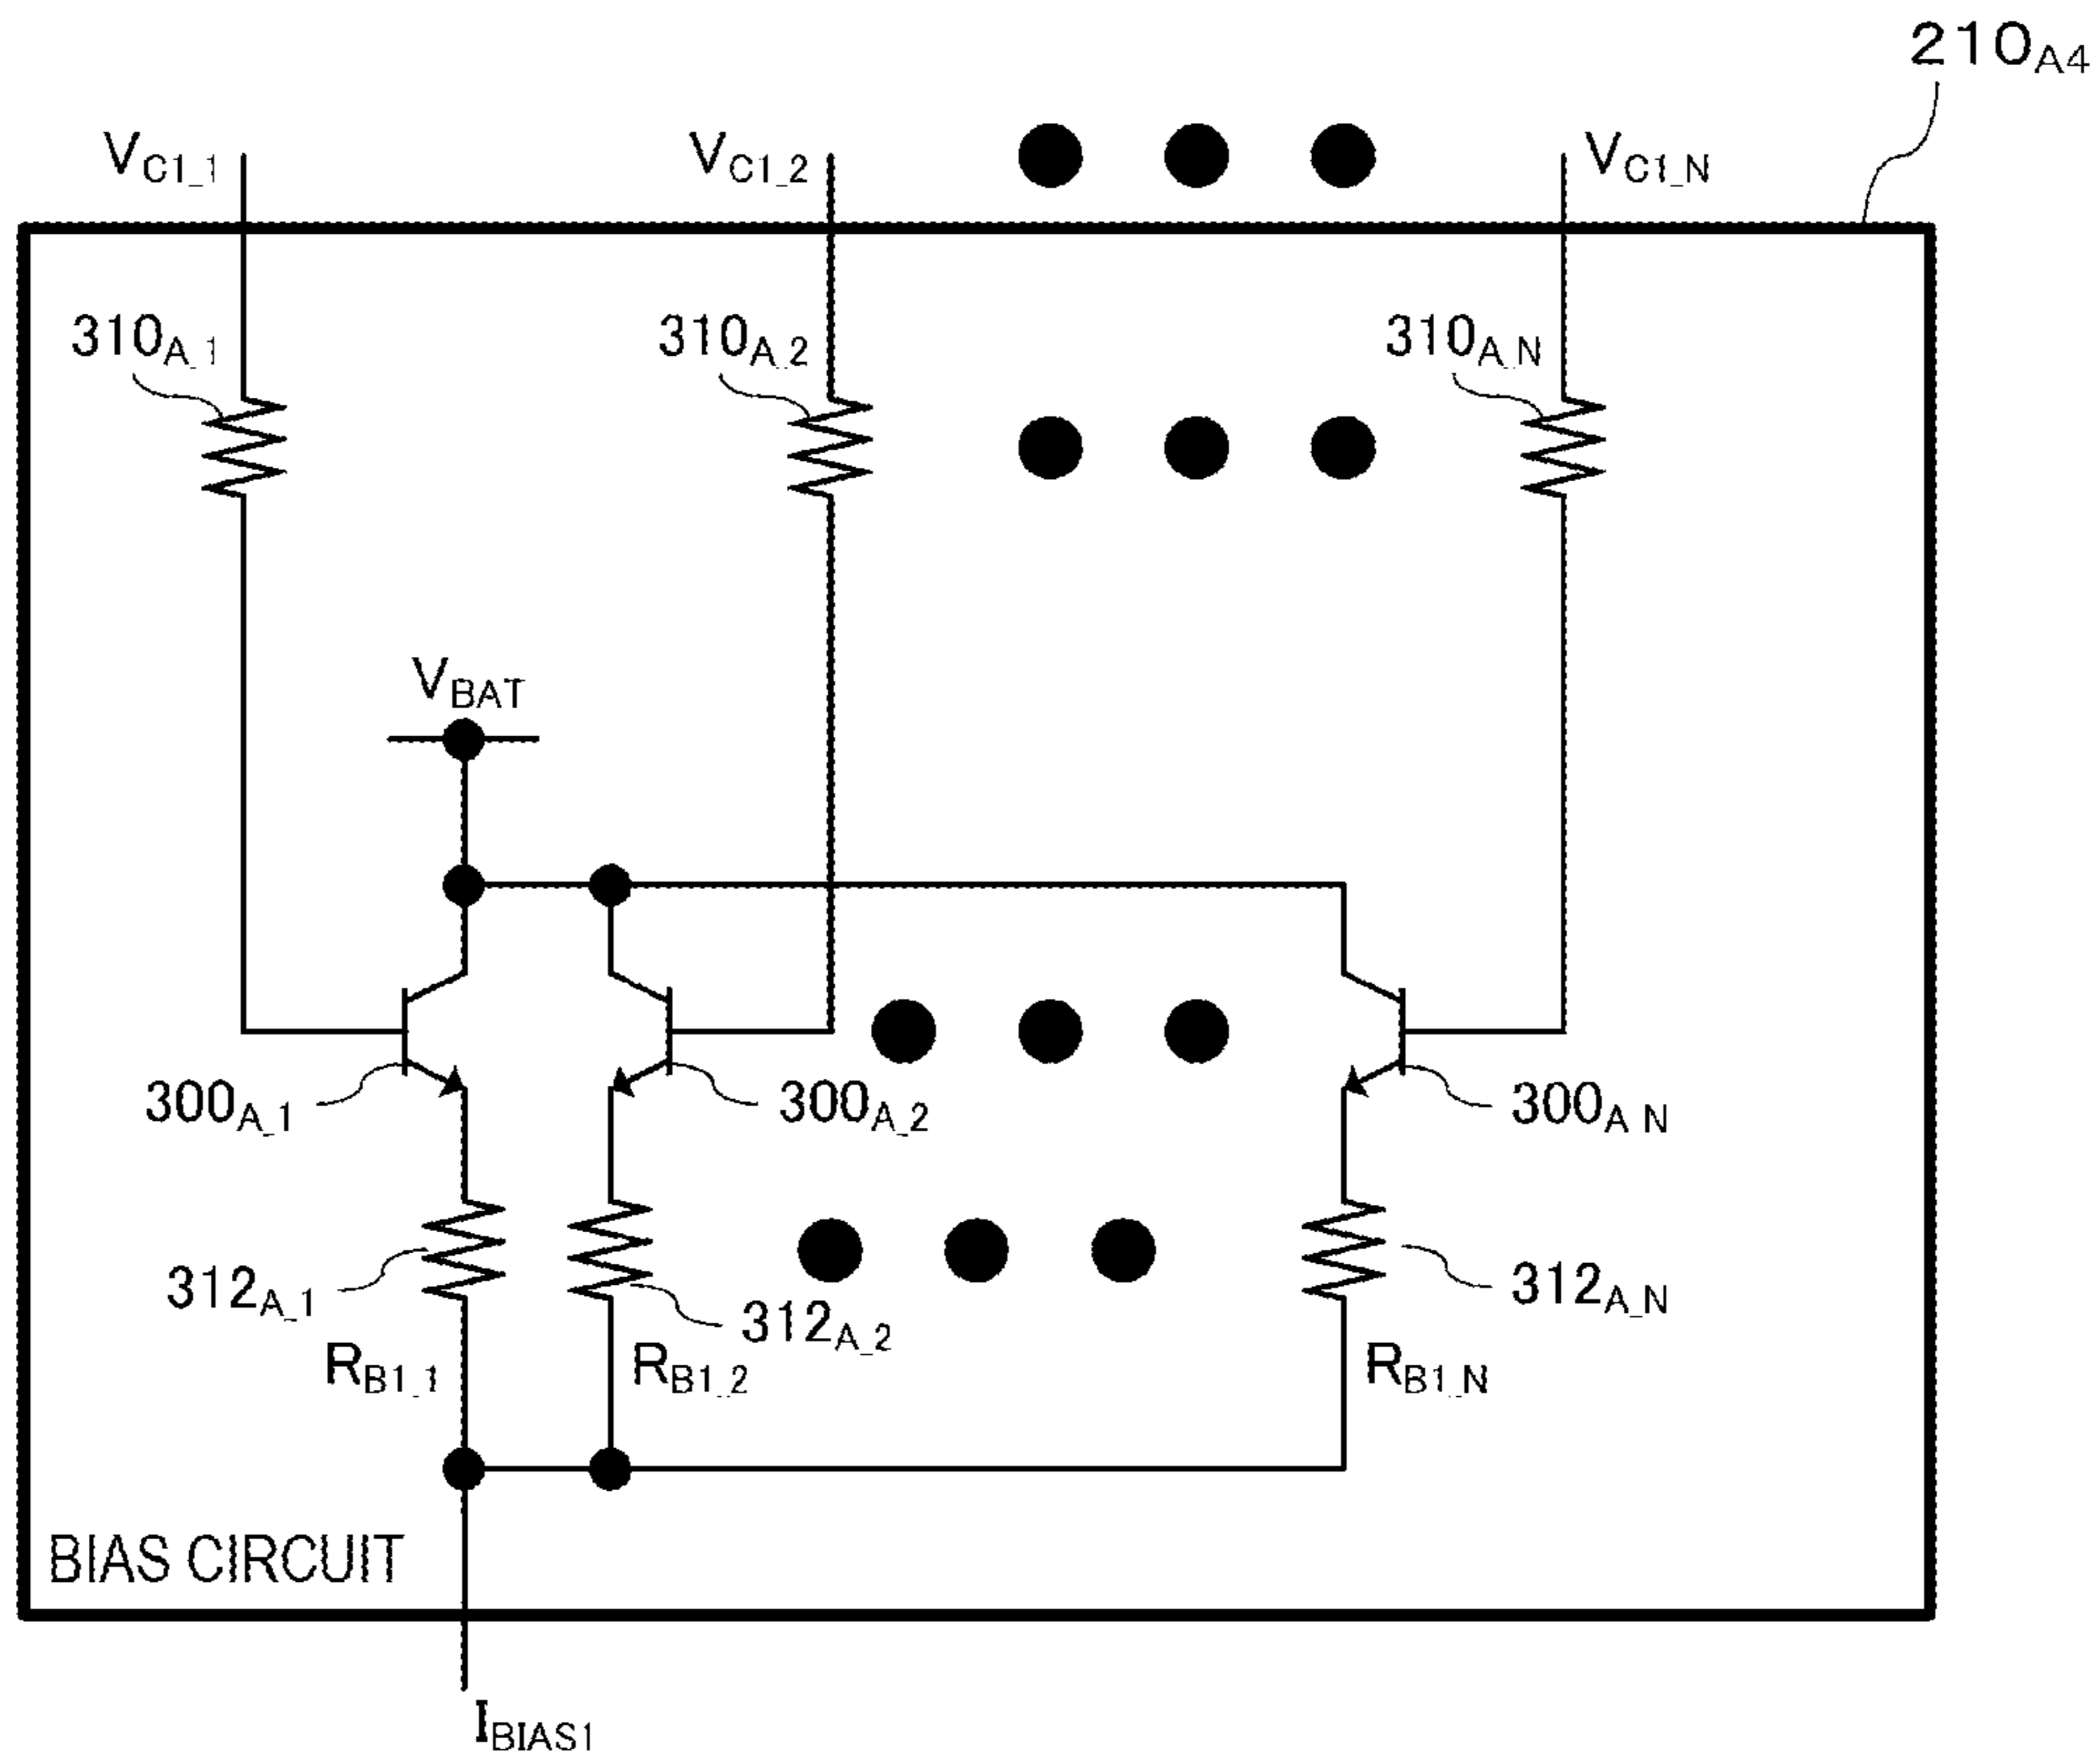 210A4
VC1_1
VC1_2
VC1_N
310A_1
310A_2
310A_N
VBAT
300A_1
300A_2
300A_N
312A_1
312A_2
312A_N
RB1_1
RB1_2
RB1_N
BIAS CIRCUIT
IBIAS1